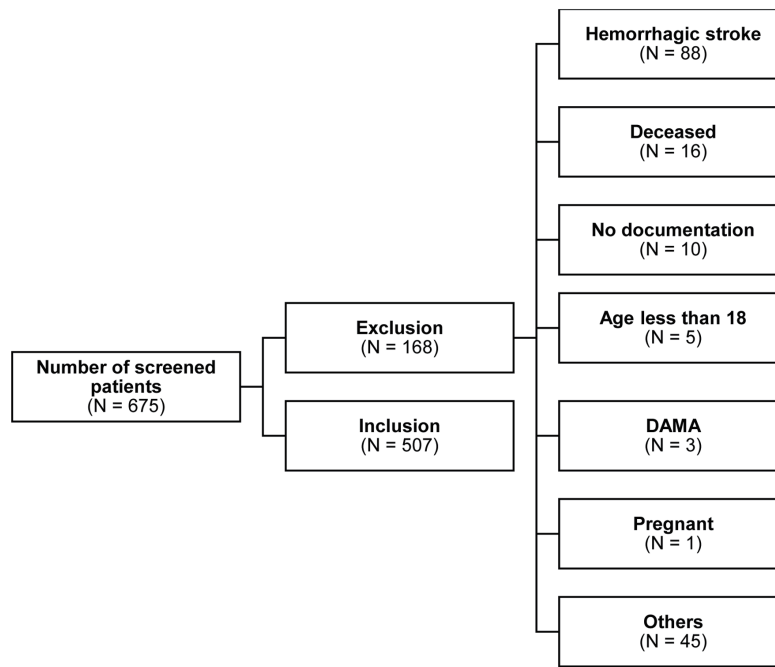 Number of screened
patients
(N = 675)
Exclusion
(N = 168)
Inclusion
(N = 507)
Hemorrhagic stroke
(N = 88)
Deceased
(N = 16)
No documentation
(N = 10)
Age less than 18
(N = 5)
DAMA
(N = 3)
Pregnant
(N = 1)
Others
(N = 45)